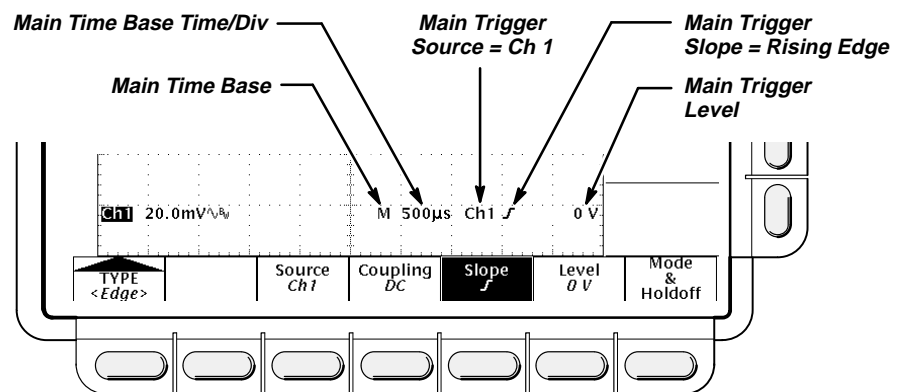 Main Time Base Time/Div
Main Trigger
Source = Ch 1
Main Trigger
Slope = Rising Edge
Main Time Base
Main Trigger
Level
Ch1 20.0mV∿BW M 500µs Ch1 ƒ 0 V
TYPE
<Edge>
Source
Ch1
Coupling
DC
Slope
ƒ
Level
0 V
Mode
&
Holdoff